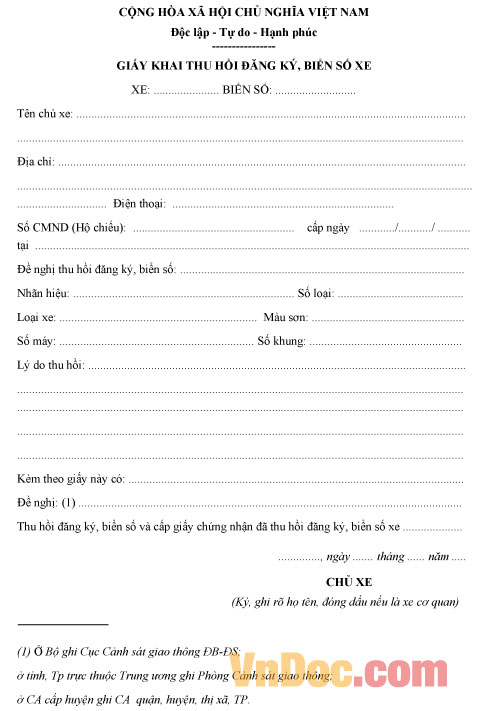 CỘNG HÒA XÃ HỘI CHỦ NGHĨA VIỆT NAM
Độc lập - Tự do - Hạnh phúc
----------------
GIẤY KHAI THU HỒI ĐĂNG KÝ, BIỂN SỐ XE
XE: ...................... BIỂN SỐ: ...........................
Tên chủ xe: ..................................................................
..................................................................
Địa chỉ: ..................................................................
..................................................................
.............................. Điện thoại: ..........................................................
Số CMND (Hộ chiếu): ...................................................... cấp ngày ............/.........../ ...........
tại ..................................................................
Đề nghị thu hồi đăng ký, biển số: ..................................................................
Nhãn hiệu: .......................................................... Số loại: ..........................................
Loại xe: .......................................................... Màu sơn: ..........................................
Số máy: .......................................................... Số khung: ..........................................
Lý do thu hồi: ..................................................................
..................................................................
..................................................................
..................................................................
..................................................................
Kèm theo giấy này có: ..................................................................
Đề nghị: (1) ..................................................................
Thu hồi đăng ký, biển số và cấp giấy chứng nhận đã thu hồi đăng ký, biển số xe ....................
.............., ngày ....... tháng ...... năm .....
CHỦ XE
(Ký, ghi rõ họ tên, đóng dấu nếu là xe cơ quan)
(1) Ở Bộ ghi Cục Cảnh sát giao thông ĐB-ĐS;
ở tỉnh, Tp trực thuộc Trung ương ghi Phòng Cảnh sát giao thông;
ở CA cấp huyện ghi CA quận, huyện, thị xã, TP.
VnDoc.com